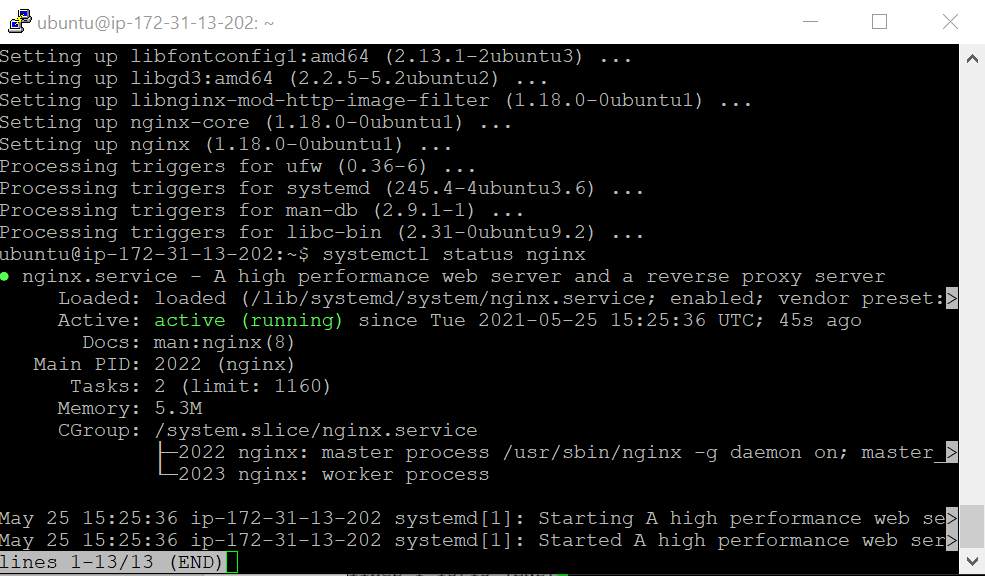 ubuntu@ip-172-31-13-202: ~
Setting up libfontconfig1:amd64 (2.13.1-2ubuntu3) ...
Setting up libgd3:amd64 (2.2.5-5.2ubuntu2) ...
Setting up libnginx-mod-http-image-filter (1.18.0-0ubuntu1) ...
Setting up nginx-core (1.18.0-0ubuntu1) ...
Setting up nginx (1.18.0-0ubuntu1) ...
Processing triggers for ufw (0.36-6) ...
Processing triggers for systemd (245.4-4ubuntu3.6) ...
Processing triggers for man-db (2.9.1-1) ...
Processing triggers for libc-bin (2.31-0ubuntu9.2) ...
ubuntu@ip-172-31-13-202:~$ systemctl status nginx
● nginx.service - A high performance web server and a reverse proxy server
     Loaded: loaded (/lib/systemd/system/nginx.service; enabled; vendor preset:>
     Active: active (running) since Tue 2021-05-25 15:25:36 UTC; 45s ago
       Docs: man:nginx(8)
   Main PID: 2022 (nginx)
      Tasks: 2 (limit: 1160)
     Memory: 5.3M
     CGroup: /system.slice/nginx.service
             ├─2022 nginx: master process /usr/sbin/nginx -g daemon on; master_>
             └─2023 nginx: worker process
May 25 15:25:36 ip-172-31-13-202 systemd[1]: Starting A high performance web se>
May 25 15:25:36 ip-172-31-13-202 systemd[1]: Started A high performance web ser>
lines 1-13/13 (END)